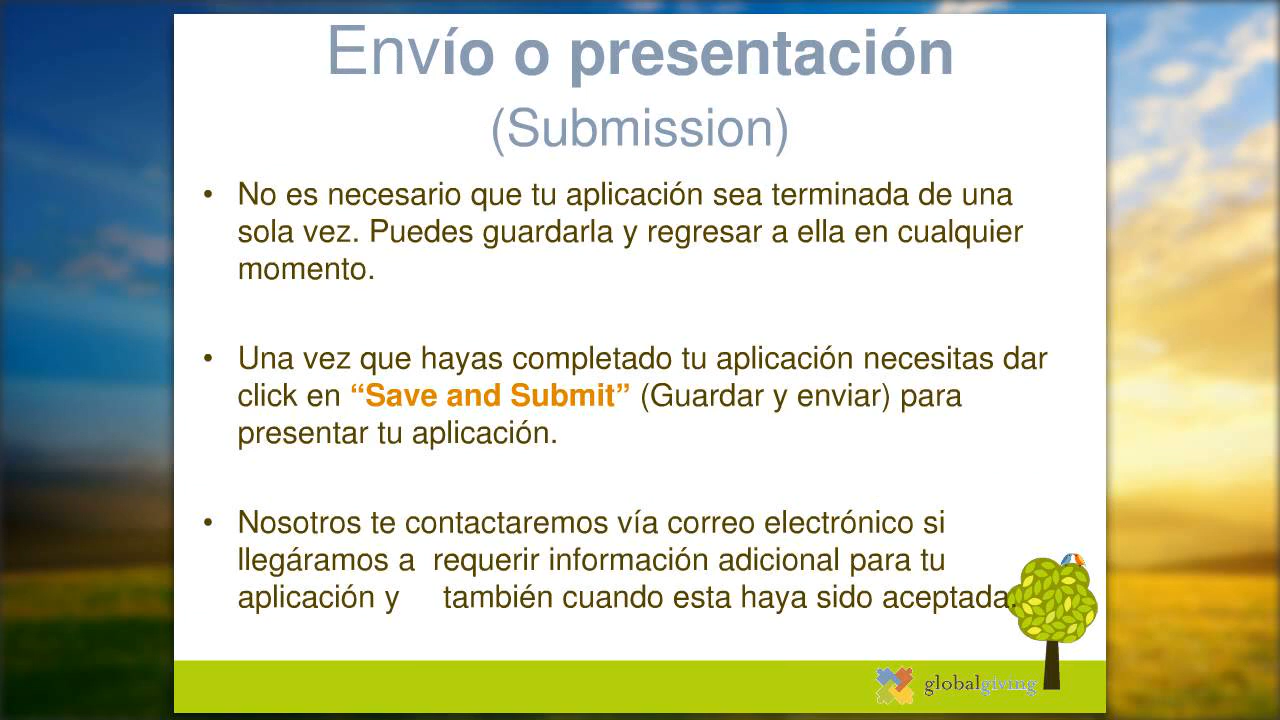 Envío o presentación
(Submission)
• No es necesario que tu aplicación sea terminada de una
sola vez. Puedes guardarla y regresar a ella en cualquier
momento.
• Una vez que hayas completado tu aplicación necesitas dar
click en “Save and Submit” (Guardar y enviar) para
presentar tu aplicación.
• Nosotros te contactaremos vía correo electrónico si
llegáramos a requerir información adicional para tu
aplicación y también cuando esta haya sido aceptada.
globalgiving